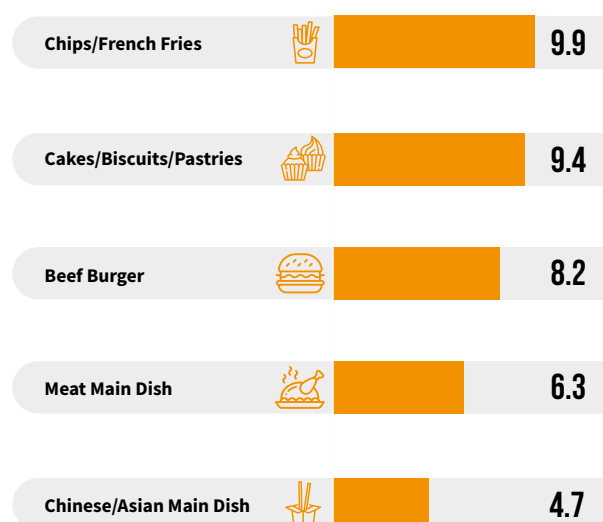 Chips/French Fries 9.9
Cakes/Biscuits/Pastries 9.4
Beef Burger 8.2
Meat Main Dish 6.3
Chinese/Asian Main Dish 4.7